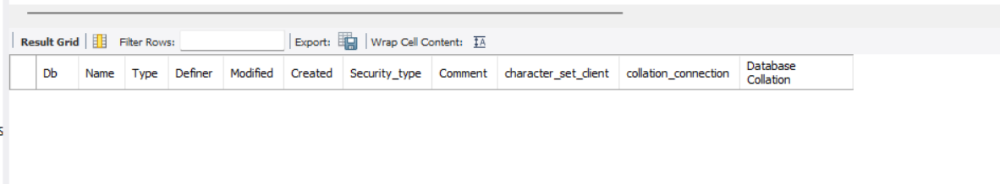 Result Grid Filter Rows: Export: Wrap Cell Content:
Db Name Type Definer Modified Created Security_type Comment character_set_client collation_connection Database
Collation